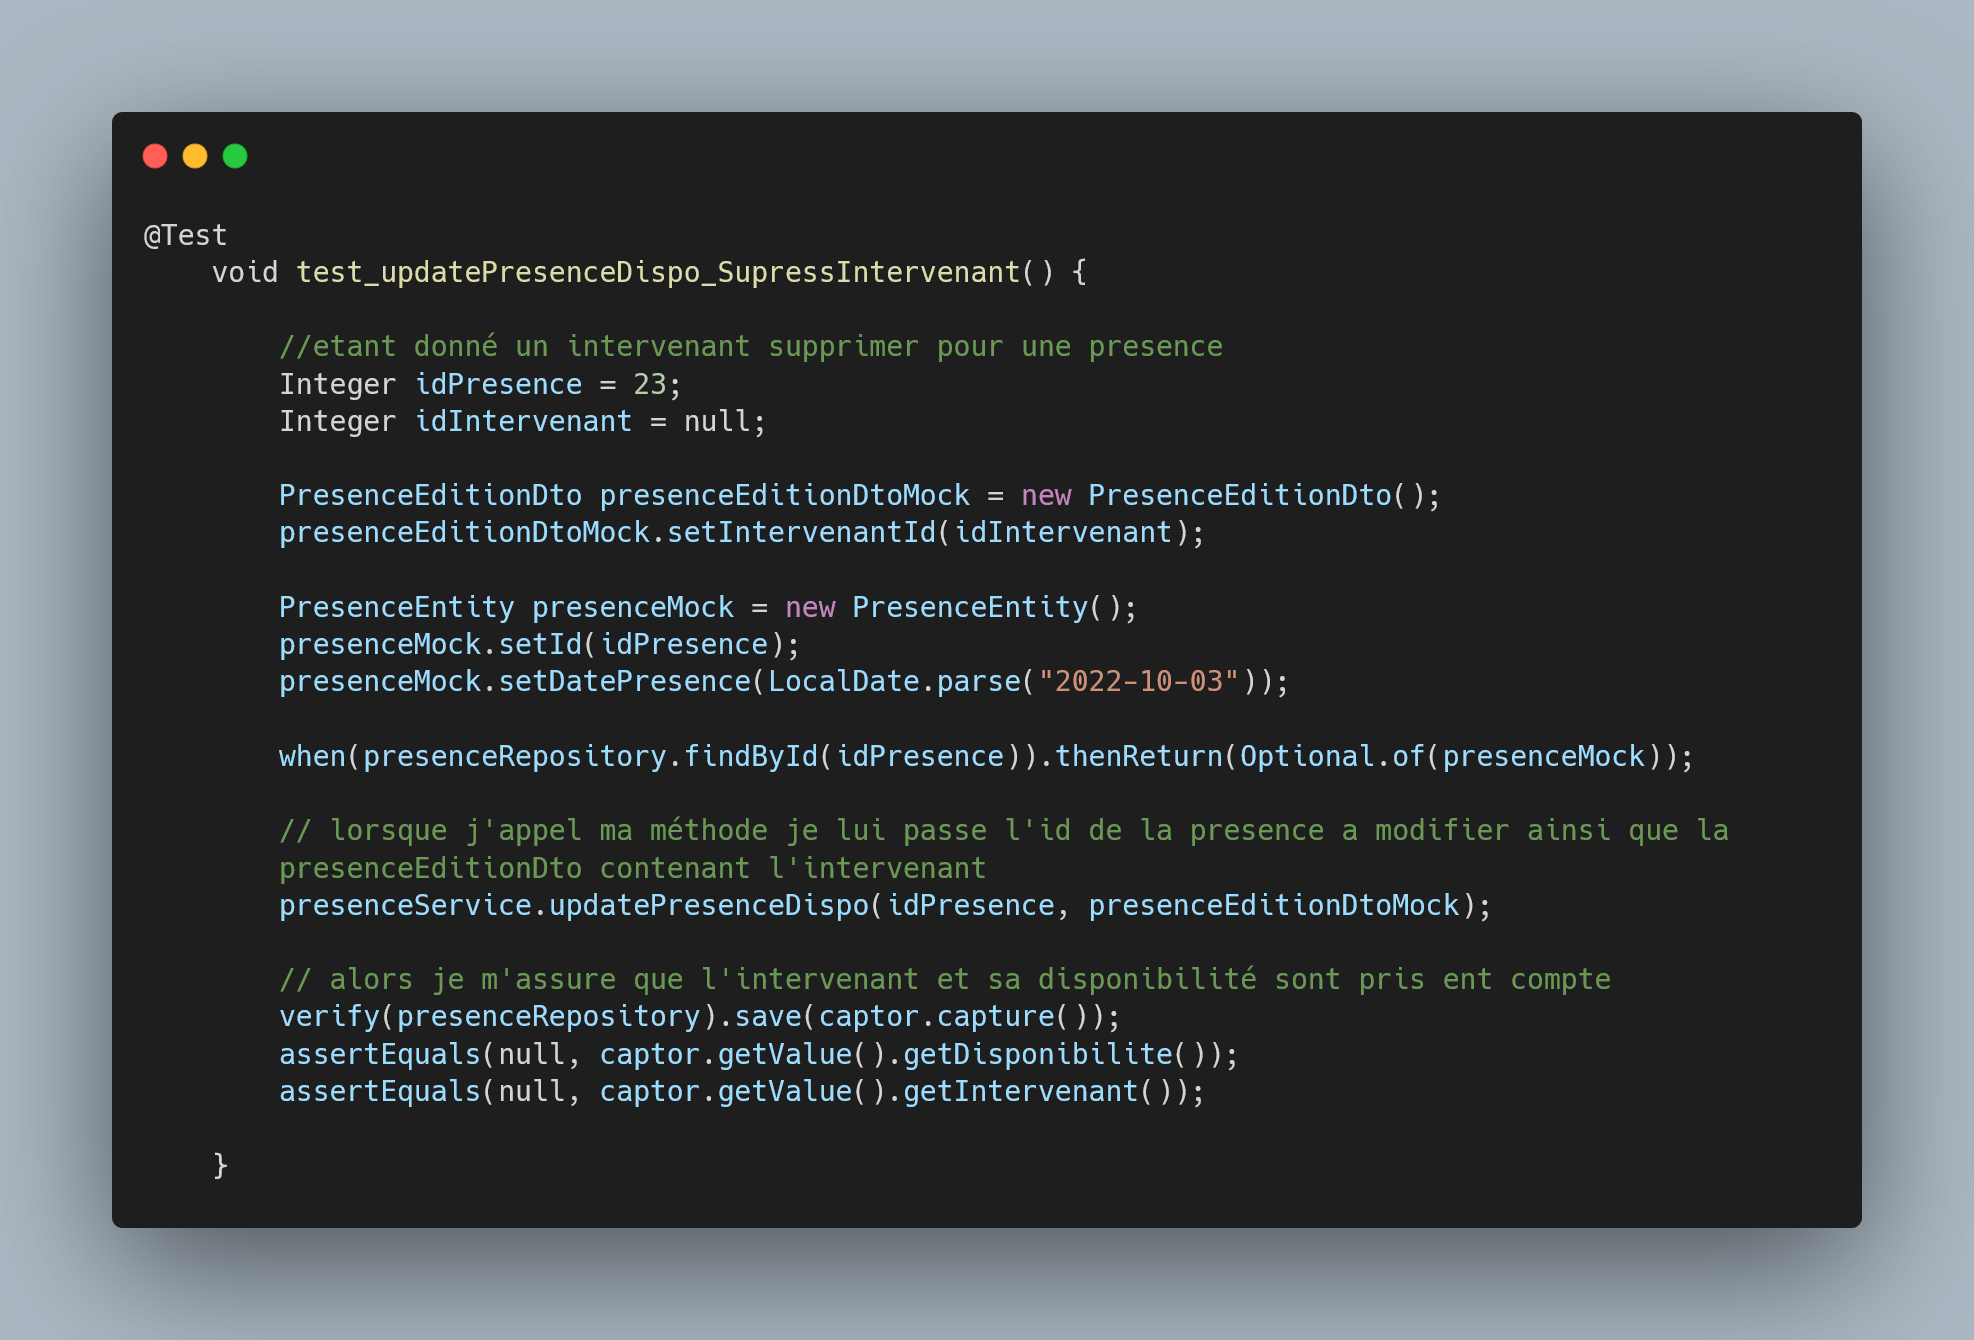 @Test
void test_updatePresenceDispo_SupressIntervenant() {
//etant donné un intervenant supprimer pour une presence
Integer idPresence = 23;
Integer idIntervenant = null;
PresenceEditionDto presenceEditionDtoMock = new PresenceEditionDto();
presenceEditionDtoMock.setIntervenantId(idIntervenant);
PresenceEntity presenceMock = new PresenceEntity();
presenceMock.setId(idPresence);
presenceMock.setDatePresence(LocalDate.parse("2022-10-03"));
when(presenceRepository.findById(idPresence)).thenReturn(Optional.of(presenceMock));
// lorsque j'appel ma méthode je lui passe l'id de la presence a modifier ainsi que la
presenceEditionDto contenant l'intervenant
presenceService.updatePresenceDispo(idPresence, presenceEditionDtoMock);
// alors je m'assure que l'intervenant et sa disponibilité sont pris ent compte
verify(presenceRepository).save(captor.capture());
assertEquals(null, captor.getValue().getDisponibilite());
assertEquals(null, captor.getValue().getIntervenant());
}